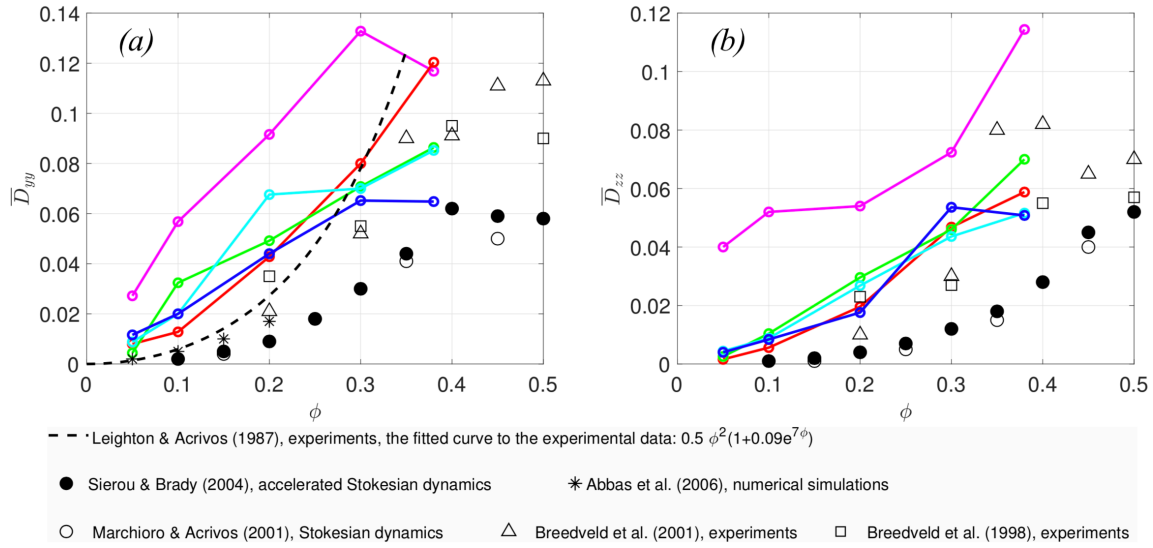 (a)
0.14
0.12
0.1
0.08
0.06
0.04
0.02
0
D̅yy
0 0.1 0.2 0.3 0.4 0.5
ϕ
(b)
0.12
0.1
0.08
0.06
0.04
0.02
0
D̅zz
0 0.1 0.2 0.3 0.4 0.5
ϕ
Leighton & Acrivos (1987), experiments, the fitted curve to the experimental data: 0.5 ϕ²(1+0.09e^7ϕ)
Sierou & Brady (2004), accelerated Stokesian dynamics Abbas et al. (2006), numerical simulations
Marchioro & Acrivos (2001), Stokesian dynamics Breedveld et al. (2001), experiments Breedveld et al. (1998), experiments